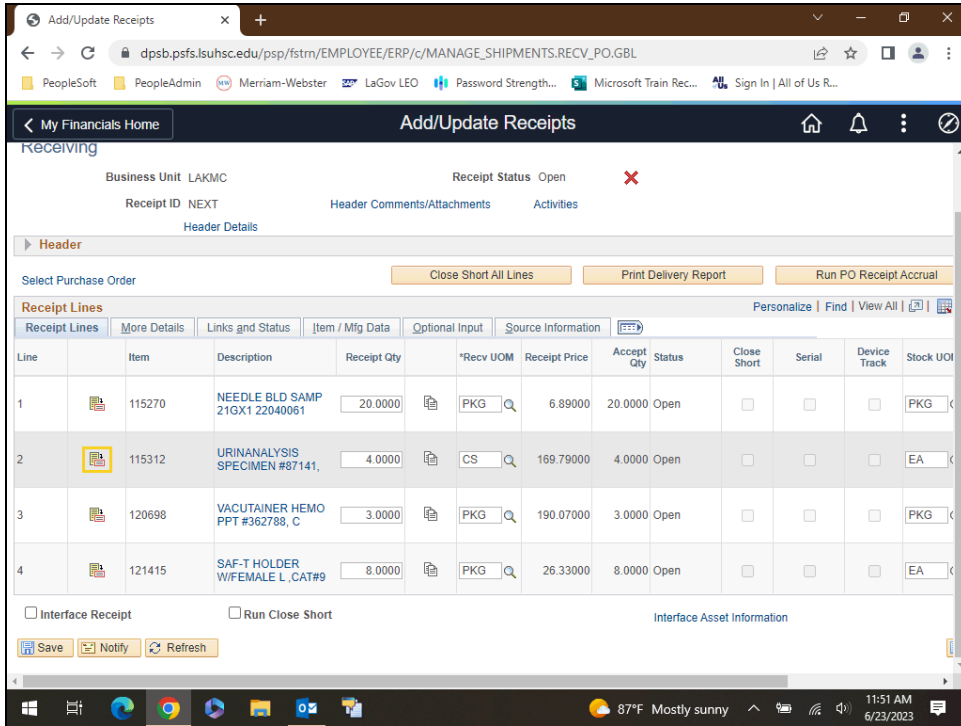 Add/Update Receipts
dpsb.psfs.lsuhsc.edu/psp/fstrn/EMPLOYEE/ERP/c/MANAGE_SHIPMENTS.RECV_PO.GBL
PeopleSoft PeopleAdmin Merriam-Webster LaGov LEO Password Strength... Microsoft Train Rec... Sign In | All of Us R...
My Financials Home Add/Update Receipts
Receiving
Business Unit LAKMC Receipt Status Open
Receipt ID NEXT Header Comments/Attachments Activities
Header Details
Header
Select Purchase Order Close Short All Lines Print Delivery Report Run PO Receipt Accrual
Receipt Lines Personalize | Find | View All |
Receipt Lines More Details Links and Status Item / Mfg Data Optional Input Source Information
Line Item Description Receipt Qty *Recv UOM Receipt Price Accept Qty Status Close Short Serial Device Track Stock UOM
1 115270 NEEDLE BLD SAMP 21GX1 22040061 20.0000 PKG 6.89000 20.0000 Open PKG
2 115312 URINANALYSIS SPECIMEN #87141, 4.0000 CS 169.79000 4.0000 Open EA
3 120698 VACUTAINER HEMO PPT #362788, C 3.0000 PKG 190.07000 3.0000 Open PKG
4 121415 SAF-T HOLDER W/FEMALE L ,CAT#9 8.0000 PKG 26.33000 8.0000 Open EA
Interface Receipt Run Close Short Interface Asset Information
Save Notify Refresh
87°F Mostly sunny 11:51 AM
6/23/2023